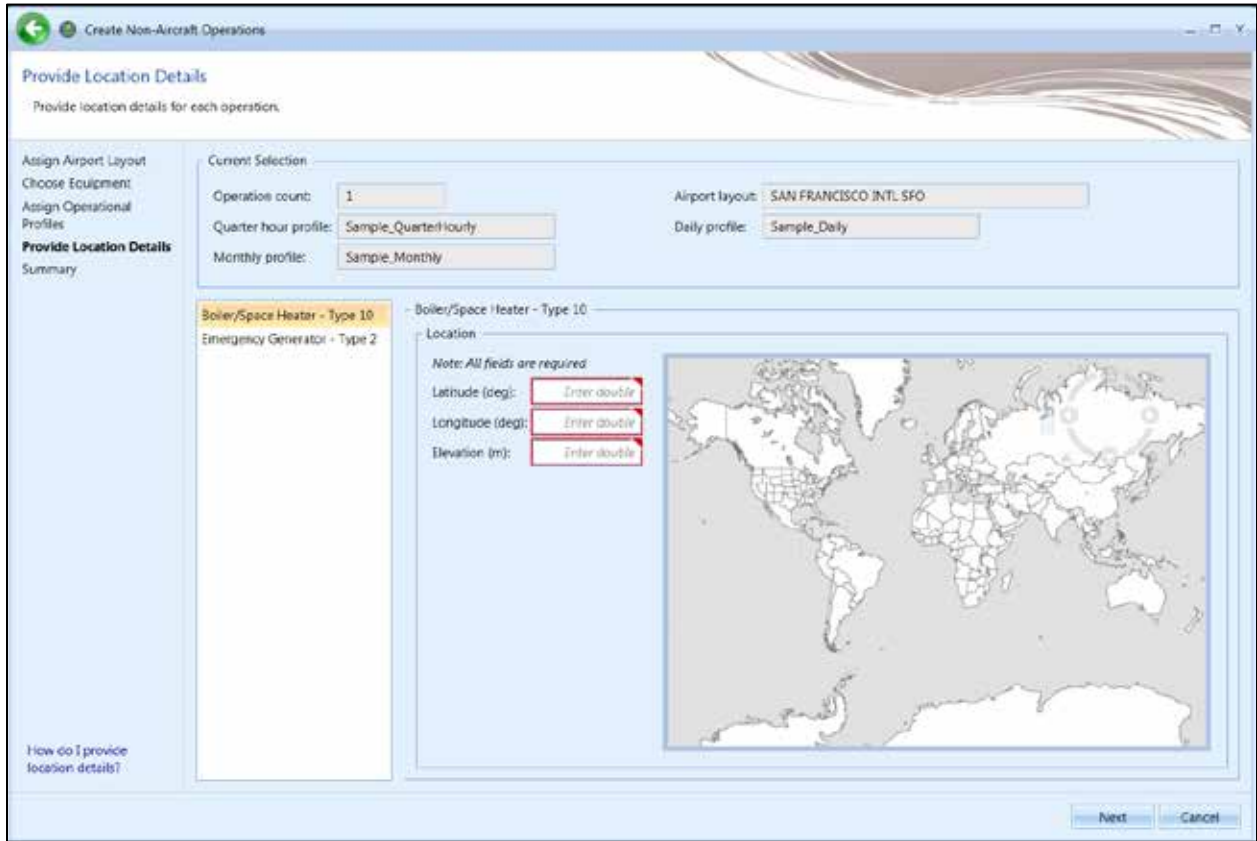 Create Non-Aircraft Operations
Provide Location Details
Provide location details for each operation.
Assign Airport Layout
Choose Equipment
Assign Operational
Profiles
Provide Location Details
Summary
How do I provide
location details?
Current Selection
Operation count: 1
Airport layout: SAN FRANCISCO INTL SFO
Quarter hour profile: Sample_QuarterHourly
Daily profile: Sample_Daily
Monthly profile: Sample_Monthly
Boiler/Space Heater - Type 10
Emergency Generator - Type 2
Boiler/Space Heater - Type 10
Location
Note: All fields are required
Latitude (deg): Enter double
Longitude (deg): Enter double
Elevation (m): Enter double
Next Cancel